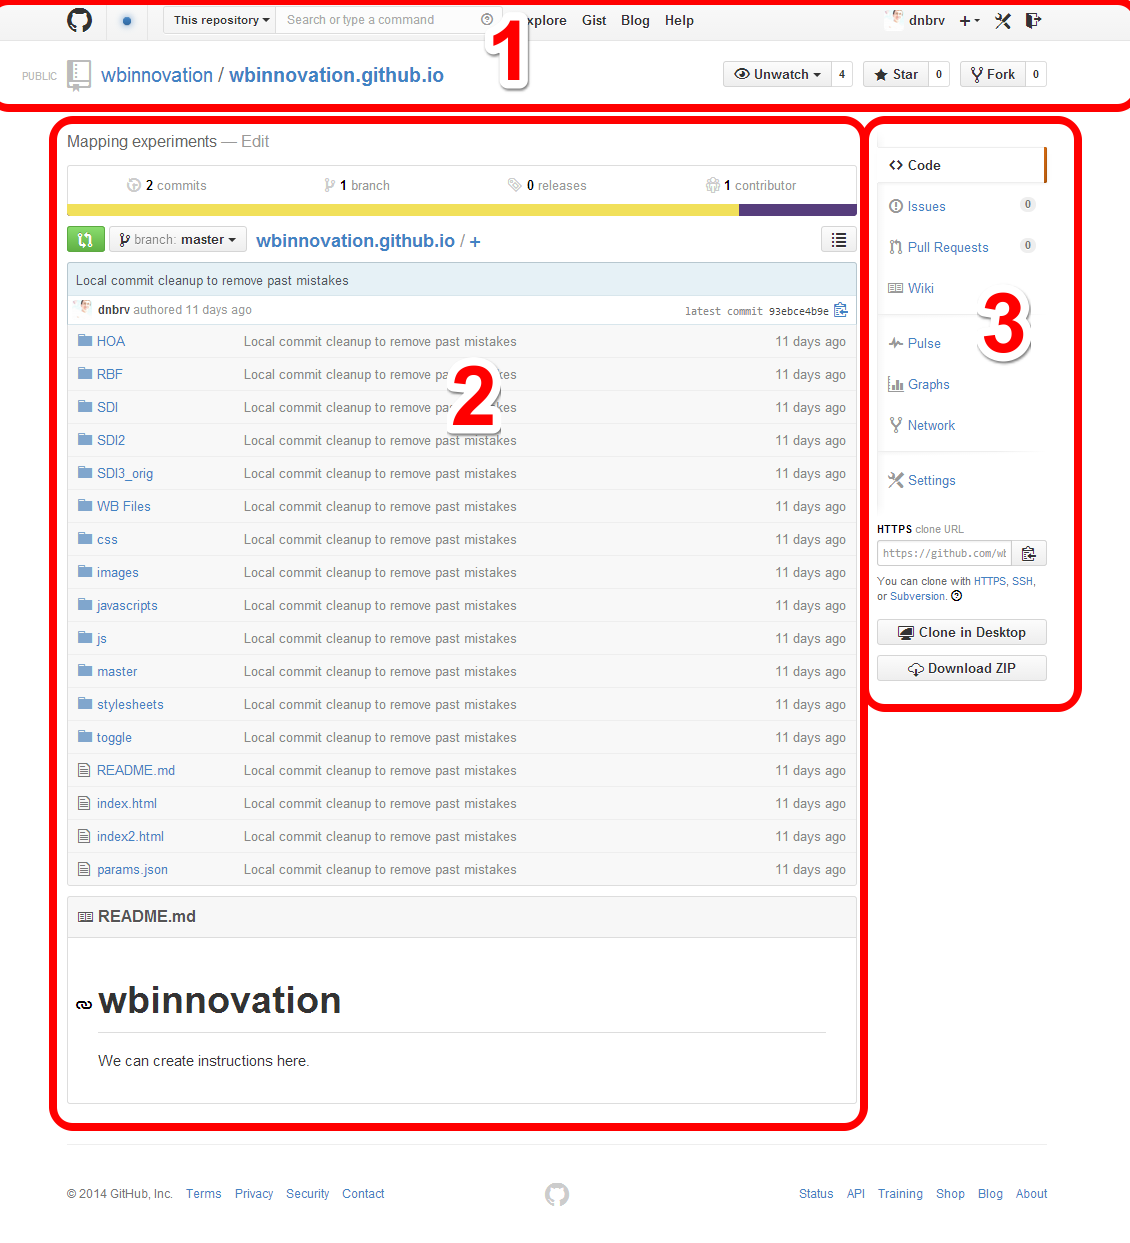 This repository Search or type a command 1 xplore Gist Blog Help dnbrv +
PUBLIC wbinnovation / wbinnovation.github.io Unwatch 4 Star 0 Fork 0
Mapping experiments — Edit
2 commits 1 branch 0 releases 1 contributor
branch: master wbinnovation.github.io / +
Local commit cleanup to remove past mistakes
dnbrv authored 11 days ago latest commit 93ebce4b9e
HOA Local commit cleanup to remove past mistakes 11 days ago
RBF Local commit cleanup to remove pa kes 11 days ago
2
SDI Local commit cleanup to remove pa kes 11 days ago
SDI2 Local commit cleanup to remove past mistakes 11 days ago
SDI3_orig Local commit cleanup to remove past mistakes 11 days ago
WB Files Local commit cleanup to remove past mistakes 11 days ago
css Local commit cleanup to remove past mistakes 11 days ago
images Local commit cleanup to remove past mistakes 11 days ago
javascripts Local commit cleanup to remove past mistakes 11 days ago
js Local commit cleanup to remove past mistakes 11 days ago
master Local commit cleanup to remove past mistakes 11 days ago
stylesheets Local commit cleanup to remove past mistakes 11 days ago
toggle Local commit cleanup to remove past mistakes 11 days ago
README.md Local commit cleanup to remove past mistakes 11 days ago
index.html Local commit cleanup to remove past mistakes 11 days ago
index2.html Local commit cleanup to remove past mistakes 11 days ago
params.json Local commit cleanup to remove past mistakes 11 days ago
README.md
wbinnovation
We can create instructions here.
Code
Issues 0
Pull Requests 0
Wiki
3
Pulse
Graphs
Network
Settings
HTTPS clone URL
https://github.com/wl
You can clone with HTTPS, SSH,
or Subversion.
Clone in Desktop
Download ZIP
© 2014 GitHub, Inc. Terms Privacy Security Contact Status API Training Shop Blog About